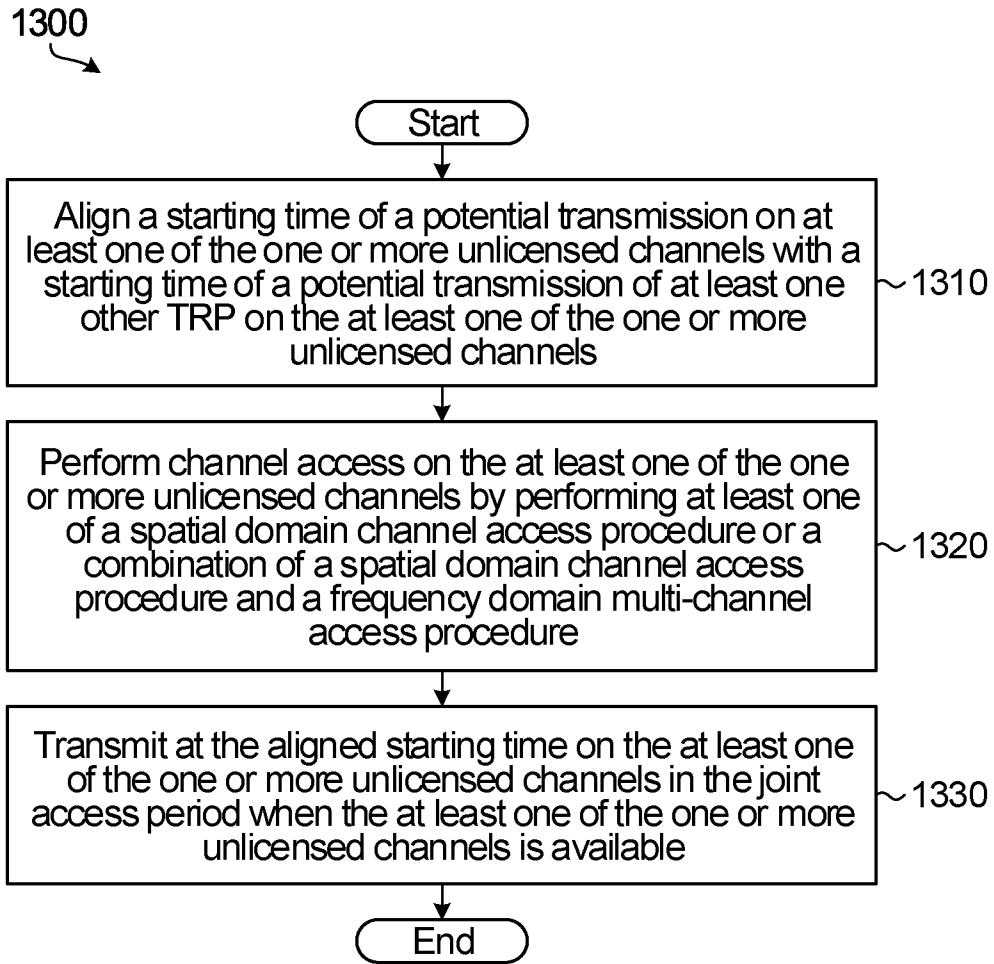 1300
Start
Align a starting time of a potential transmission on at
least one of the one or more unlicensed channels with a
starting time of a potential transmission of at least one
other TRP on the at least one of the one or more
unlicensed channels
1310
Perform channel access on the at least one of the one
or more unlicensed channels by performing at least one
of a spatial domain channel access procedure or a
combination of a spatial domain channel access
procedure and a frequency domain multi-channel
access procedure
1320
Transmit at the aligned starting time on the at least one
of the one or more unlicensed channels in the joint
access period when the at least one of the one or more
unlicensed channels is available
1330
End